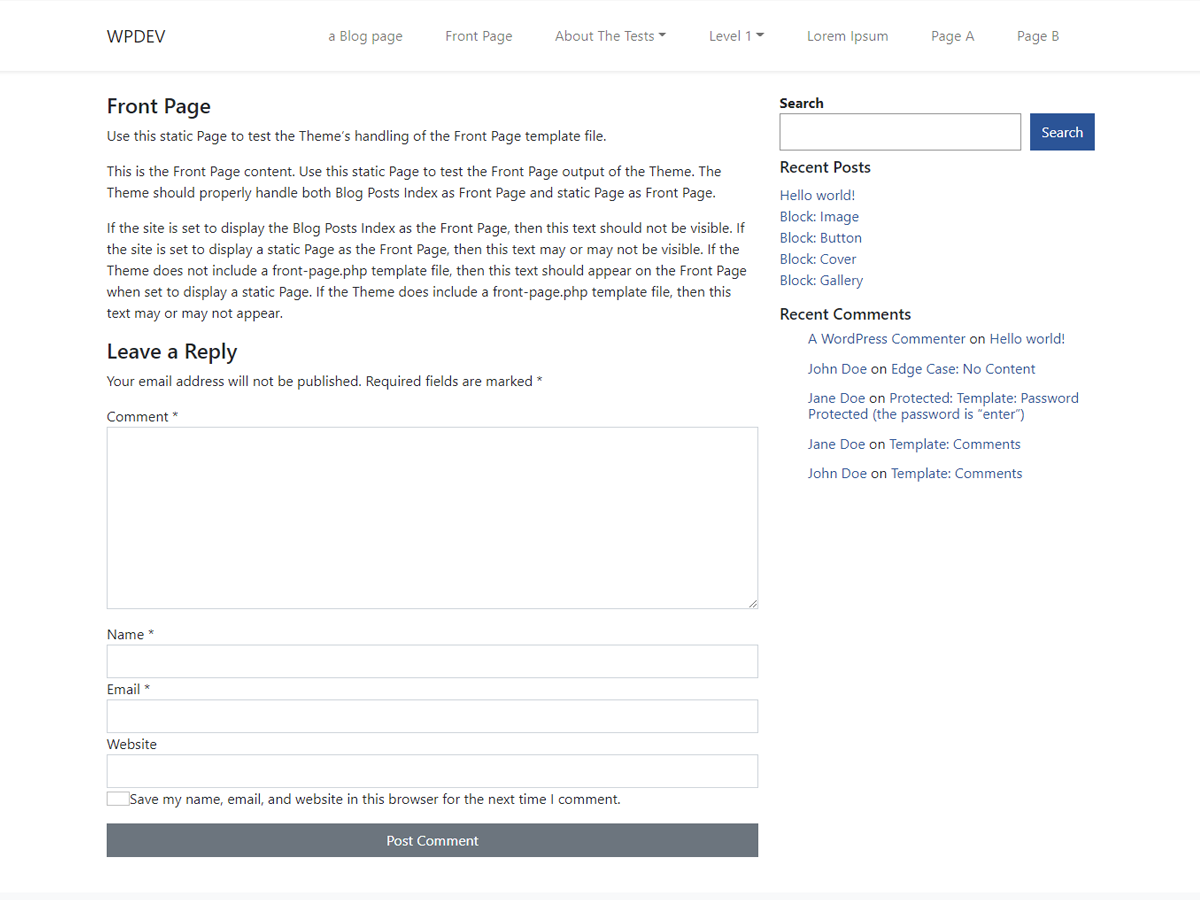 WPDEV
a Blog page
Front Page
About The Tests
Level 1
Lorem Ipsum
Page A
Page B
Front Page
Use this static Page to test the Theme’s handling of the Front Page template file.
This is the Front Page content. Use this static Page to test the Front Page output of the Theme. The
Theme should properly handle both Blog Posts Index as Front Page and static Page as Front Page.
If the site is set to display the Blog Posts Index as the Front Page, then this text should not be visible. If
the site is set to display a static Page as the Front Page, then this text may or may not be visible. If the
Theme does not include a front-page.php template file, then this text should appear on the Front Page
when set to display a static Page. If the Theme does include a front-page.php template file, then this
text may or may not appear.
Leave a Reply
Your email address will not be published. Required fields are marked *
Comment *
Name *
Email *
Website
Save my name, email, and website in this browser for the next time I comment.
Post Comment
Search
Search
Recent Posts
Hello world!
Block: Image
Block: Button
Block: Cover
Block: Gallery
Recent Comments
A WordPress Commenter on Hello world!
John Doe on Edge Case: No Content
Jane Doe on Protected: Template: Password
Protected (the password is “enter”)
Jane Doe on Template: Comments
John Doe on Template: Comments